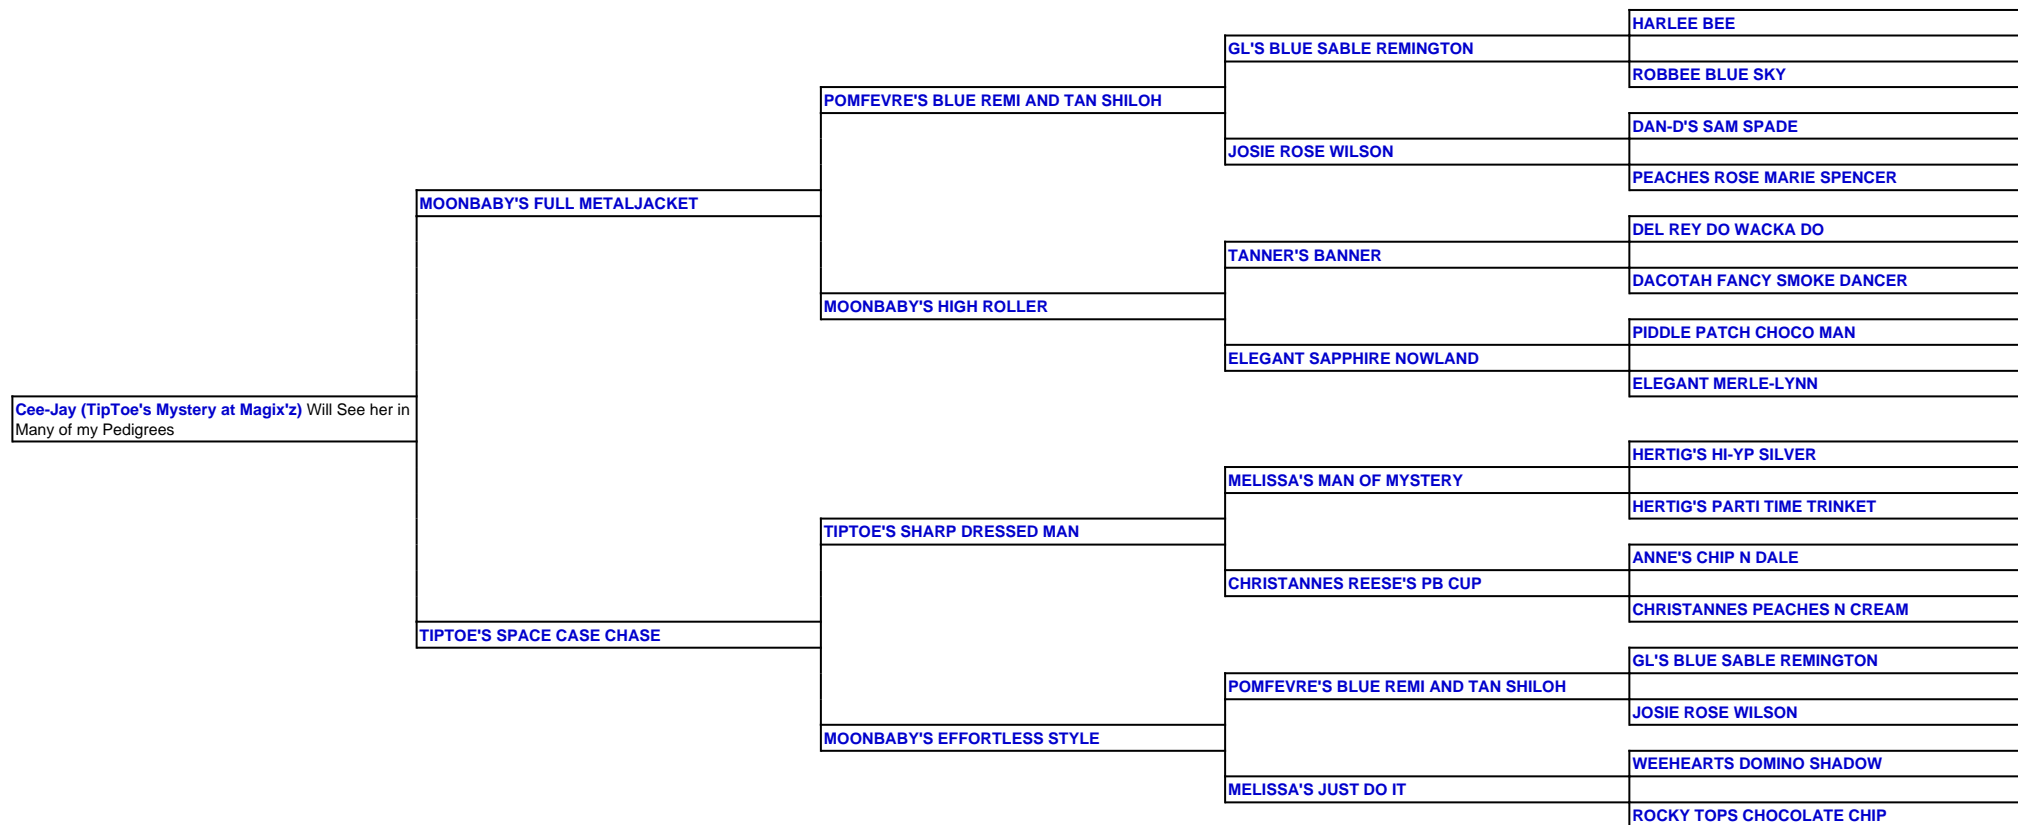 HARLEE BEE
GL'S BLUE SABLE REMINGTON
ROBBEE BLUE SKY
POMFEVRE'S BLUE REMI AND TAN SHILOH
DAN-D'S SAM SPADE
JOSIE ROSE WILSON
PEACHES ROSE MARIE SPENCER
MOONBABY'S FULL METALJACKET
DEL REY DO WACKA DO
TANNER'S BANNER
DACOTAH FANCY SMOKE DANCER
MOONBABY'S HIGH ROLLER
PIDDLE PATCH CHOCO MAN
ELEGANT SAPPHIRE NOWLAND
ELEGANT MERLE-LYNN
Cee-Jay (TipToe's Mystery at Magix'z) Will See her in
Many of my Pedigrees
HERTIG'S HI-YP SILVER
MELISSA'S MAN OF MYSTERY
HERTIG'S PARTI TIME TRINKET
TIPTOE'S SHARP DRESSED MAN
ANNE'S CHIP N DALE
CHRISTANNES REESE'S PB CUP
CHRISTANNES PEACHES N CREAM
TIPTOE'S SPACE CASE CHASE
GL'S BLUE SABLE REMINGTON
POMFEVRE'S BLUE REMI AND TAN SHILOH
JOSIE ROSE WILSON
MOONBABY'S EFFORTLESS STYLE
WEEHEARTS DOMINO SHADOW
MELISSA'S JUST DO IT
ROCKY TOPS CHOCOLATE CHIP